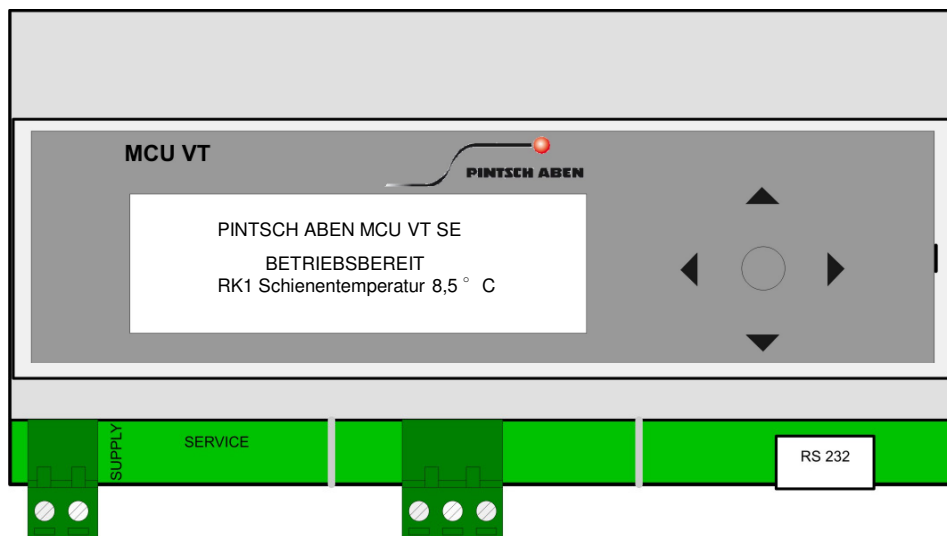 MCU VT
PINTSCH ABEN
PINTSCH ABEN MCU VT SE
BETRIEBSBEREIT
RK1 Schienentemperatur 8,5 ° C
SUPPLY
SERVICE
RS 232